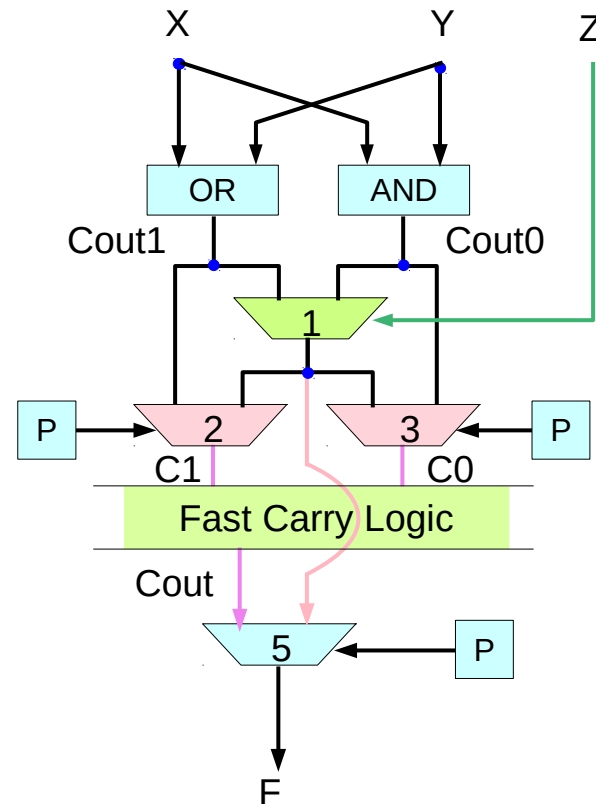 X Y Z
OR AND
Cout1 Cout0
1
P 2 3 P
C1 C0
Fast Carry Logic
Cout
5 P
F